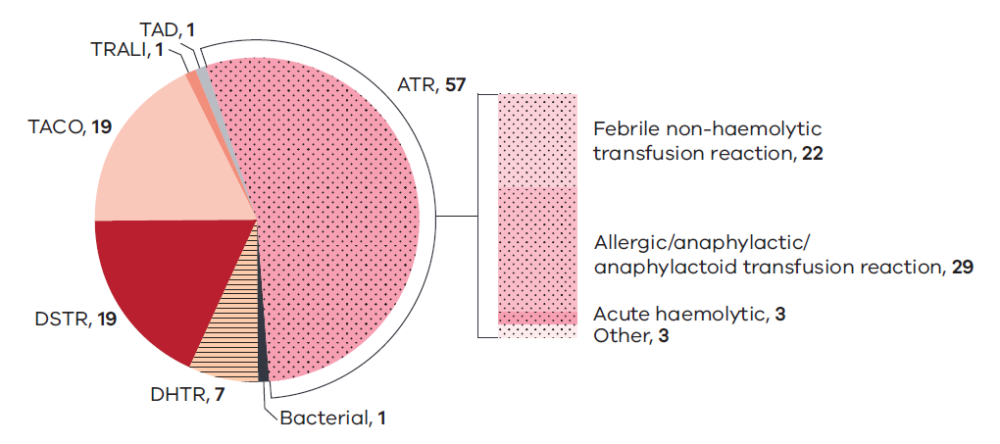 TAD, 1
TRALI, 1
ATR, 57
TACO, 19
Febrile non-haemolytic
transfusion reaction, 22
Allergic/anaphylactic/
anaphylactoid transfusion reaction, 29
Acute haemolytic, 3
Other, 3
DSTR, 19
DHTR, 7
Bacterial, 1